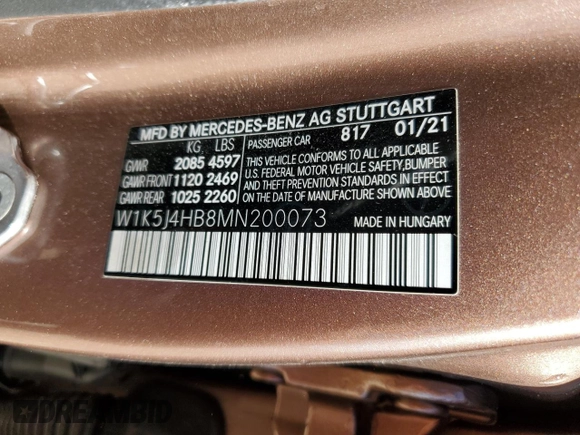 MFD BY MERCEDES-BENZ AG STUTTGART
KG LBS PASSENGER CAR 817 01/21
GVWR 2085 4597 THIS VEHICLE CONFORMS TO ALL APPLICABLE
GAWR FRONT 1120 2469 U.S. FEDERAL MOTOR VEHICLE SAFETY, BUMPER
GAWR REAR 1025 2260 AND THEFT PREVENTION STANDARDS IN EFFECT
ON THE DATE OF MANUFACTURE SHOWN ABOVE.
W1K5J4HB8MN200073 MADE IN HUNGARY
DREAMBID